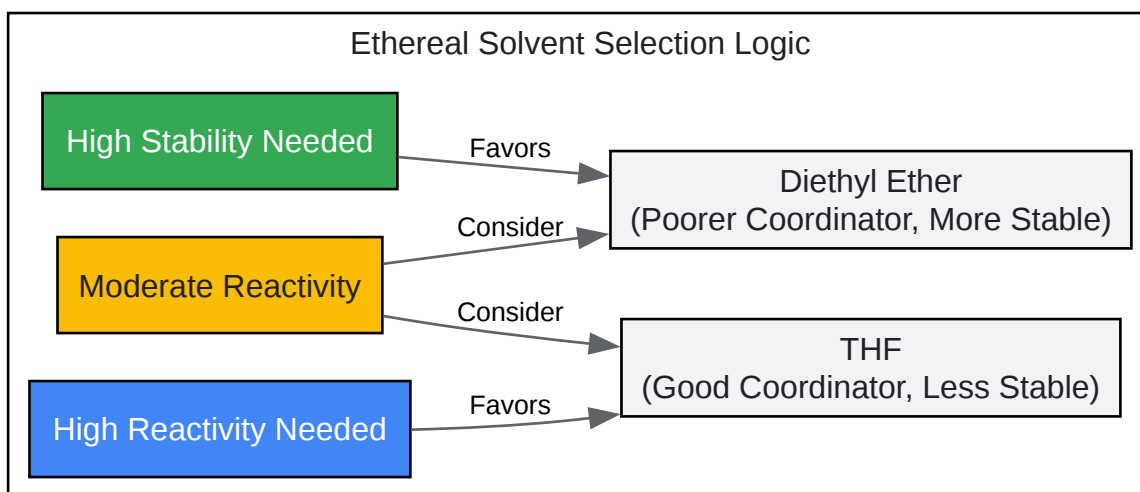 Ethereal Solvent Selection Logic
High Stability Needed
Favors
Diethyl Ether
(Poorer Coordinator, More Stable)
Consider
Moderate Reactivity
Consider
THF
(Good Coordinator, Less Stable)
Favors
High Reactivity Needed